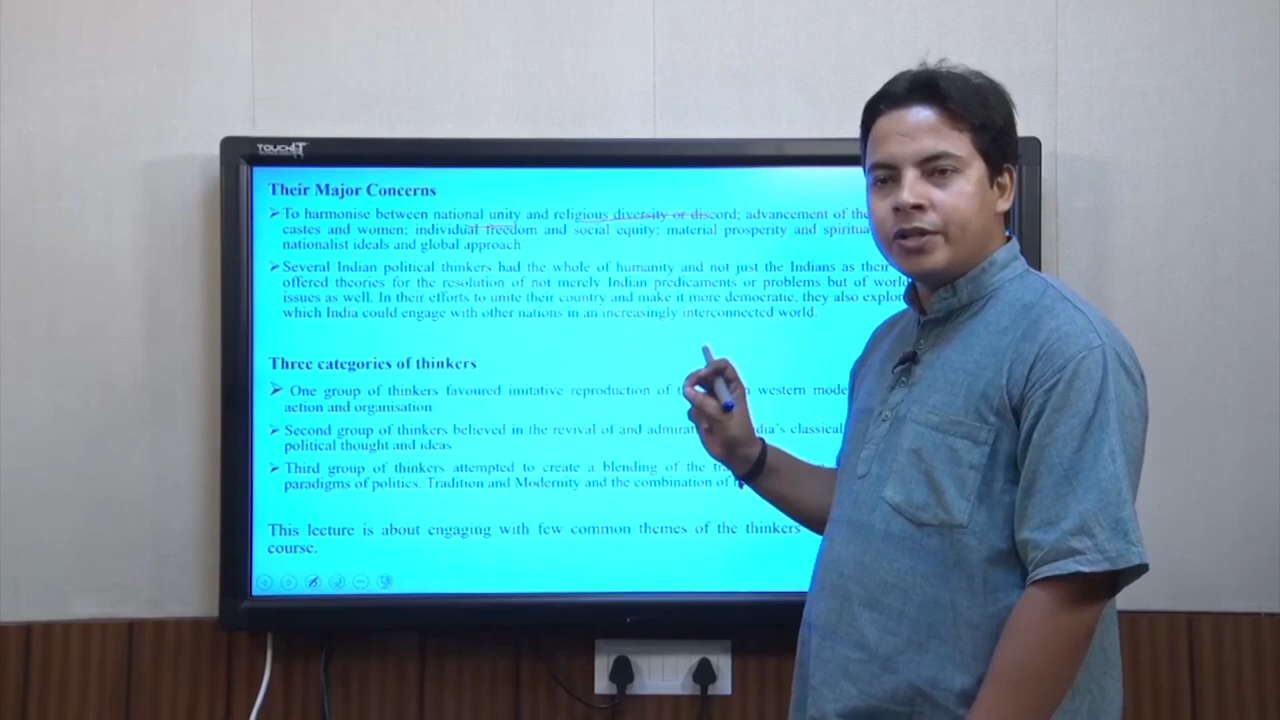 TOUCHIT
Their Major Concerns
➢To harmonise between national unity and religious diversity or discord; advancement of the
castes and women; individual freedom and social equity; material prosperity and
nationalist ideals and global approach
➢Several Indian political thinkers had the whole of humanity and not just the Indians as their
offered theories for the resolution of not merely Indian predicaments or problems but of world
issues as well. In their efforts to unite their country and make it more democratic, they also
which India could engage with other nations in an increasingly interconnected world.
Three categories of thinkers
➢ One group of thinkers favoured imitative reproduction of western
action and organisation
➢Second group of thinkers believed in the revival of and classical
political thought and ideas
➢Third group of thinkers attempted to create a blending of the
paradigms of politics. Tradition and Modernity and the combination of
This lecture is about engaging with few common themes of the thinkers
course.